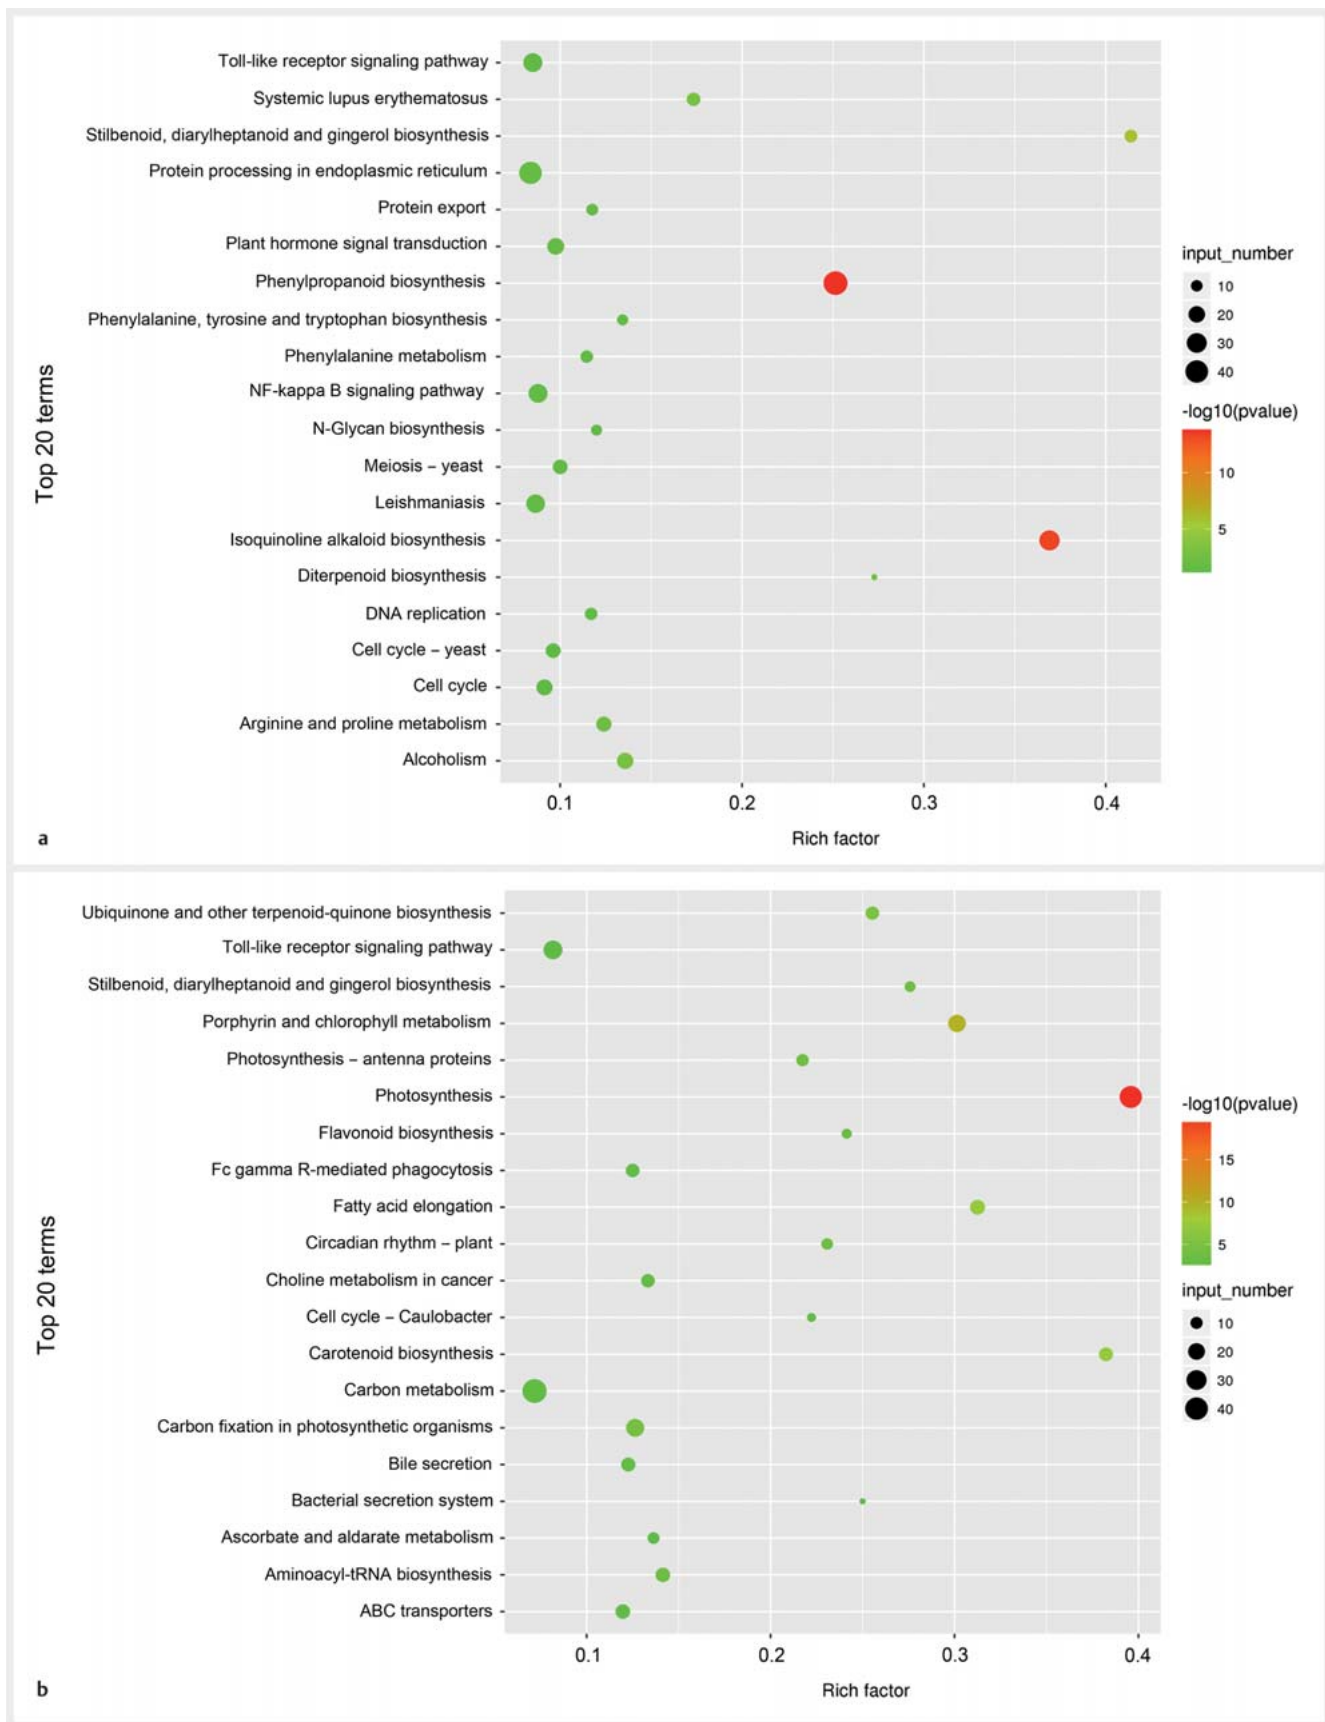 Toll-like receptor signaling pathway
Systemic lupus erythematosus
Stilbenoid, diarylheptanoid and gingerol biosynthesis
Protein processing in endoplasmic reticulum
Protein export
Plant hormone signal transduction
Phenylpropanoid biosynthesis
Phenylalanine, tyrosine and tryptophan biosynthesis
Phenylalanine metabolism
NF-kappa B signaling pathway
N-Glycan biosynthesis
Meiosis – yeast
Leishmaniasis
Isoquinoline alkaloid biosynthesis
Diterpenoid biosynthesis
DNA replication
Cell cycle – yeast
Cell cycle
Arginine and proline metabolism
Alcoholism
Top 20 terms
0.1 0.2 0.3 0.4
Rich factor
input_number
10
20
30
40
-log10(pvalue)
10
5
a
Ubiquinone and other terpenoid-quinone biosynthesis
Toll-like receptor signaling pathway
Stilbenoid, diarylheptanoid and gingerol biosynthesis
Porphyrin and chlorophyll metabolism
Photosynthesis – antenna proteins
Photosynthesis
Flavonoid biosynthesis
Fc gamma R-mediated phagocytosis
Fatty acid elongation
Circadian rhythm – plant
Choline metabolism in cancer
Cell cycle – Caulobacter
Carotenoid biosynthesis
Carbon metabolism
Carbon fixation in photosynthetic organisms
Bile secretion
Bacterial secretion system
Ascorbate and aldarate metabolism
Aminoacyl-tRNA biosynthesis
ABC transporters
Top 20 terms
0.1 0.2 0.3 0.4
Rich factor
-log10(pvalue)
15
10
5
input_number
10
20
30
40
b